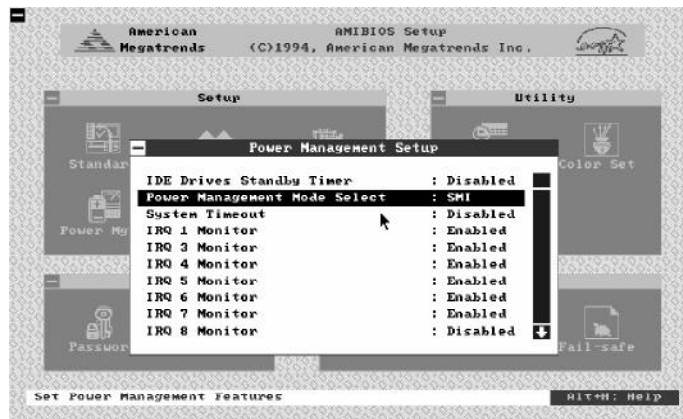 American Megatrends
AMIBIOS Setup
(C)1994, American Megatrends Inc.
Setup
Utility
Standar
Color Set
Power Mg
Passwor
Fail-safe
Power Management Setup
IDE Drives Standby Timer : Disabled
Power Management Mode Select : SMI
System Timeout : Disabled
IRQ 1 Monitor : Enabled
IRQ 3 Monitor : Enabled
IRQ 4 Monitor : Enabled
IRQ 5 Monitor : Enabled
IRQ 6 Monitor : Enabled
IRQ 7 Monitor : Enabled
IRQ 8 Monitor : Disabled
Set Power Management Features
Alt+H: Help